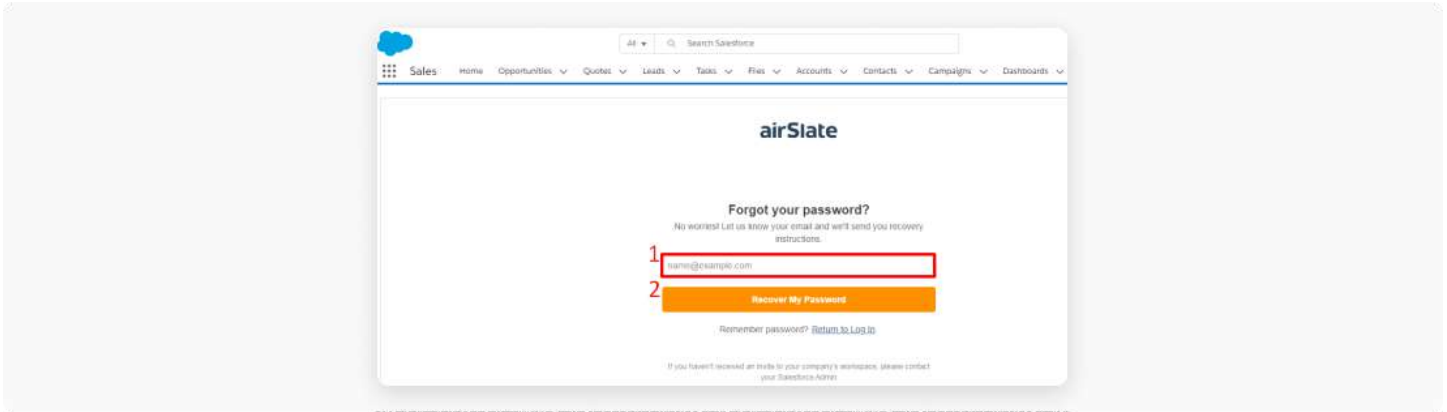 All
Search Salesforce
Sales Home Opportunities Quotes Leads Tasks Files Accounts Contacts Campaigns Dashboards
airSlate
Forgot your password?
No worries! Let us know your email and we'll send you recovery
instructions.
1
name@example.com
2
Recover My Password
Remember password? Return to Log In
If you haven't received an invite to your company's workspace, please contact
your Salesforce Admin